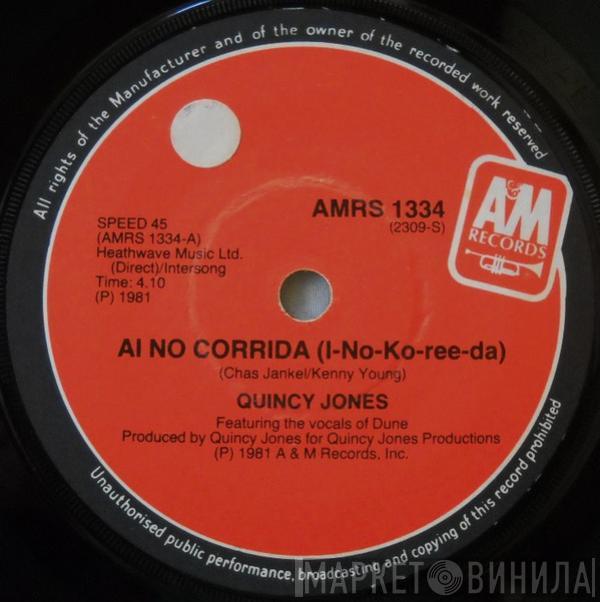 All rights of the Manufacturer and of the owner of the recorded work reserved
A&M
RECORDS
AMRS 1334
(2309-S)
SPEED 45
(AMRS 1334-A)
Heathwave Music Ltd.
(Direct)/Intersong
Time: 4.10
(P) 1981
AI NO CORRIDA (I-No-Ko-ree-da)
(Chas Jankel/Kenny Young)
QUINCY JONES
Featuring the vocals of Dune
Produced by Quincy Jones for Quincy Jones Productions
(P) 1981 A & M Records, Inc.
Unauthorised public performance, broadcasting and copying of this record prohibited
МАРКЕТ ВИНИЛА